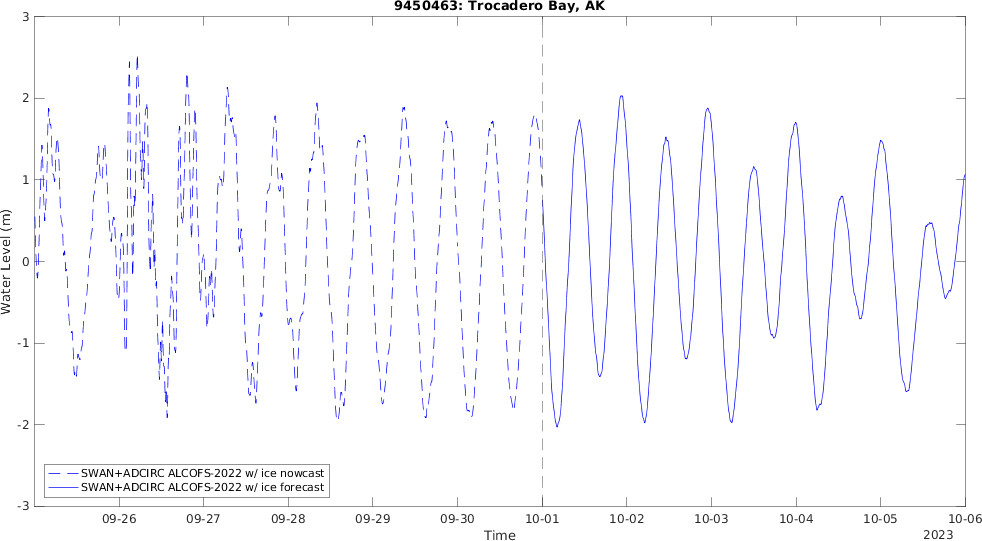 9450463: Trocadero Bay, AK
3
2
1
0
-1
-2
-3
Water Level (m)
SWAN+ADCIRC ALCOFS-2022 w/ ice nowcast
SWAN+ADCIRC ALCOFS-2022 w/ ice forecast
09-26 09-27 09-28 09-29 09-30 10-01 10-02 10-03 10-04 10-05 10-06
Time
2023